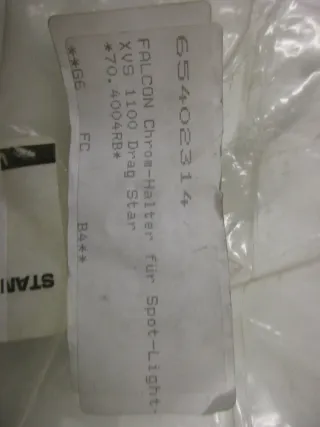 65402314
FALCON Chrom-Halter für Spot-Light.
XVS 1100 Drag Star
*70.4004RB*
**G6 FC B4**
STAN